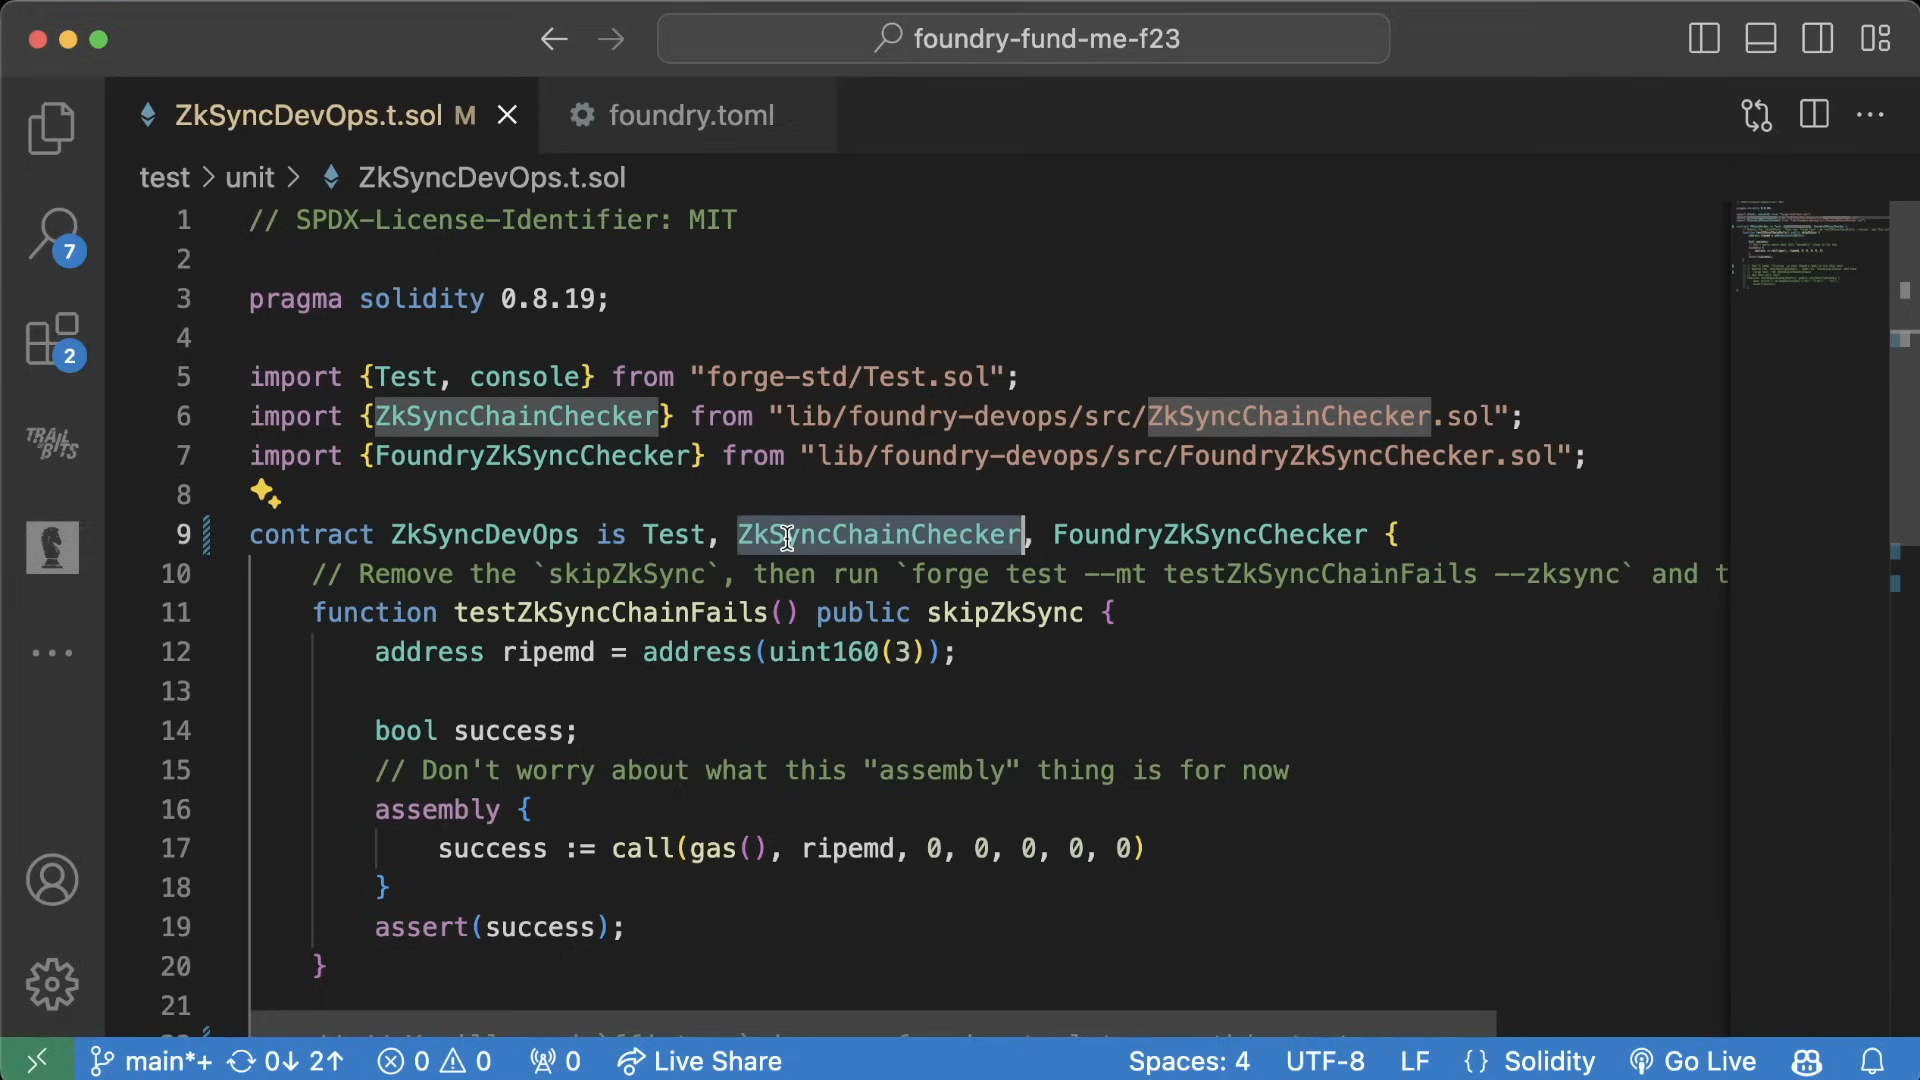 foundry-fund-me-f23
ZkSyncDevOps.t.sol M
foundry.toml
test > unit > ZkSyncDevOps.t.sol
7
2
TRAIL OF BITS
1 // SPDX-License-Identifier: MIT
2
3 pragma solidity 0.8.19;
4
5 import {Test, console} from "forge-std/Test.sol";
6 import {ZkSyncChainChecker} from "lib/foundry-devops/src/ZkSyncChainChecker.sol";
7 import {FoundryZkSyncChecker} from "lib/foundry-devops/src/FoundryZkSyncChecker.sol";
8
9 contract ZkSyncDevOps is Test, ZkSyncChainChecker, FoundryZkSyncChecker {
10 // Remove the `skipZkSync`, then run `forge test --mt testZkSyncChainFails --zksync` and t
11 function testZkSyncChainFails() public skipZkSync {
12 address ripemd = address(uint160(3));
13
14 bool success;
15 // Don't worry about what this "assembly" thing is for now
16 assembly {
17 success := call(gas(), ripemd, 0, 0, 0, 0, 0)
18 }
19 assert(success);
20 }
21
main*+ 0↓ 2↑ 0 0 0 Live Share Spaces: 4 UTF-8 LF {} Solidity Go Live